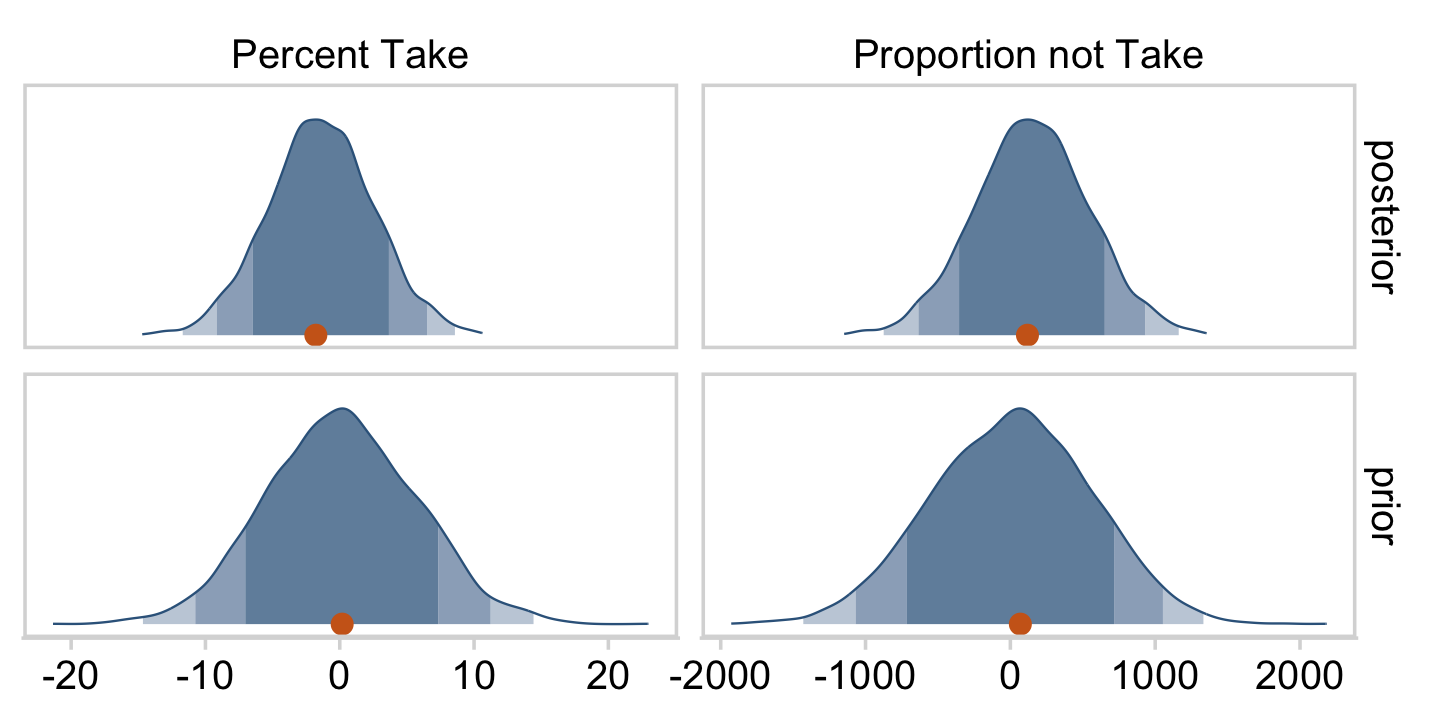 Percent Take
Proportion not Take
posterior
prior
-20 -10 0 10 20
-2000 -1000 0 1000 2000